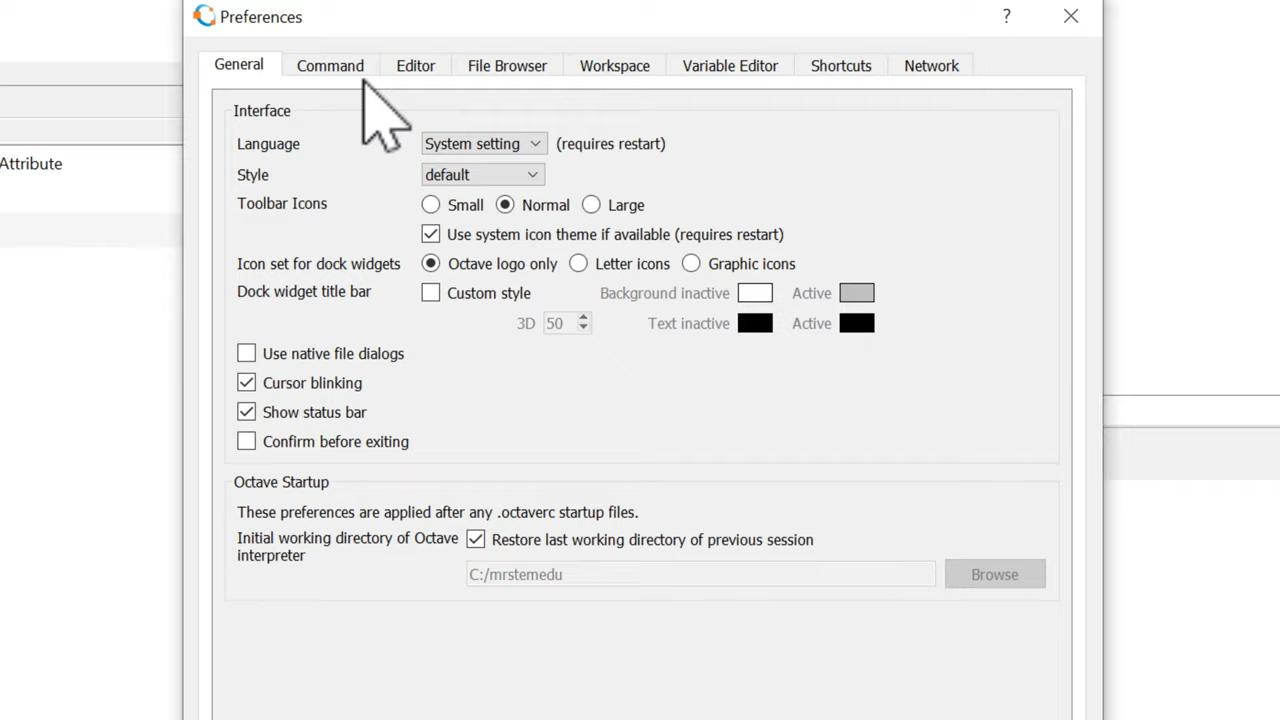 Preferences
?
General Command Editor File Browser Workspace Variable Editor Shortcuts Network
Attribute
Interface
Language System setting (requires restart)
Style default
Toolbar Icons Small Normal Large
Use system icon theme if available (requires restart)
Icon set for dock widgets Octave logo only Letter icons Graphic icons
Dock widget title bar Custom style Background inactive Active
3D 50 Text inactive Active
Use native file dialogs
Cursor blinking
Show status bar
Confirm before exiting
Octave Startup
These preferences are applied after any .octaverc startup files.
Initial working directory of Octave Restore last working directory of previous session
interpreter
C:/mrstemedu Browse